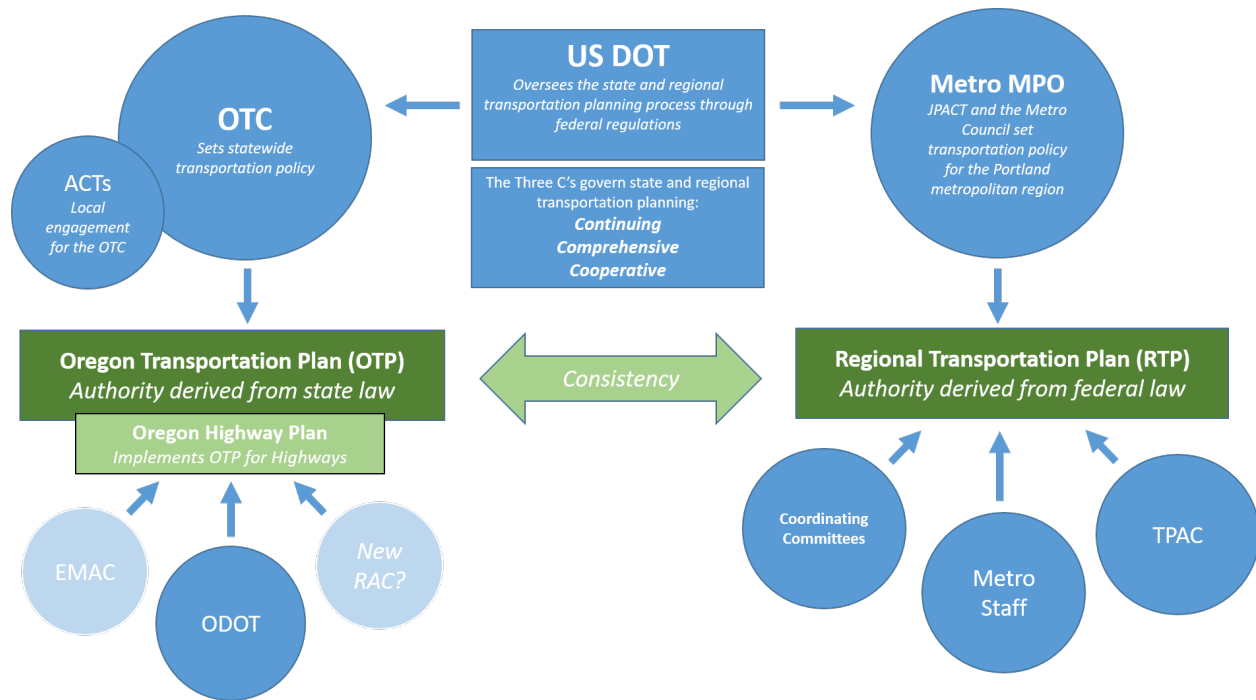 US DOT
Oversees the state and regional
transportation planning process through
federal regulations
OTC
Sets statewide
transportation policy
ACTs
Local
engagement
for the OTC
Metro MPO
JPACT and the Metro
Council set
transportation policy
for the Portland
metropolitan region
The Three C’s govern state and regional
transportation planning:
Continuing
Comprehensive
Cooperative
Oregon Transportation Plan (OTP)
Authority derived from state law
Consistency
Regional Transportation Plan (RTP)
Authority derived from federal law
Oregon Highway Plan
Implements OTP for Highways
EMAC
ODOT
New
RAC?
Coordinating
Committees
Metro
Staff
TPAC